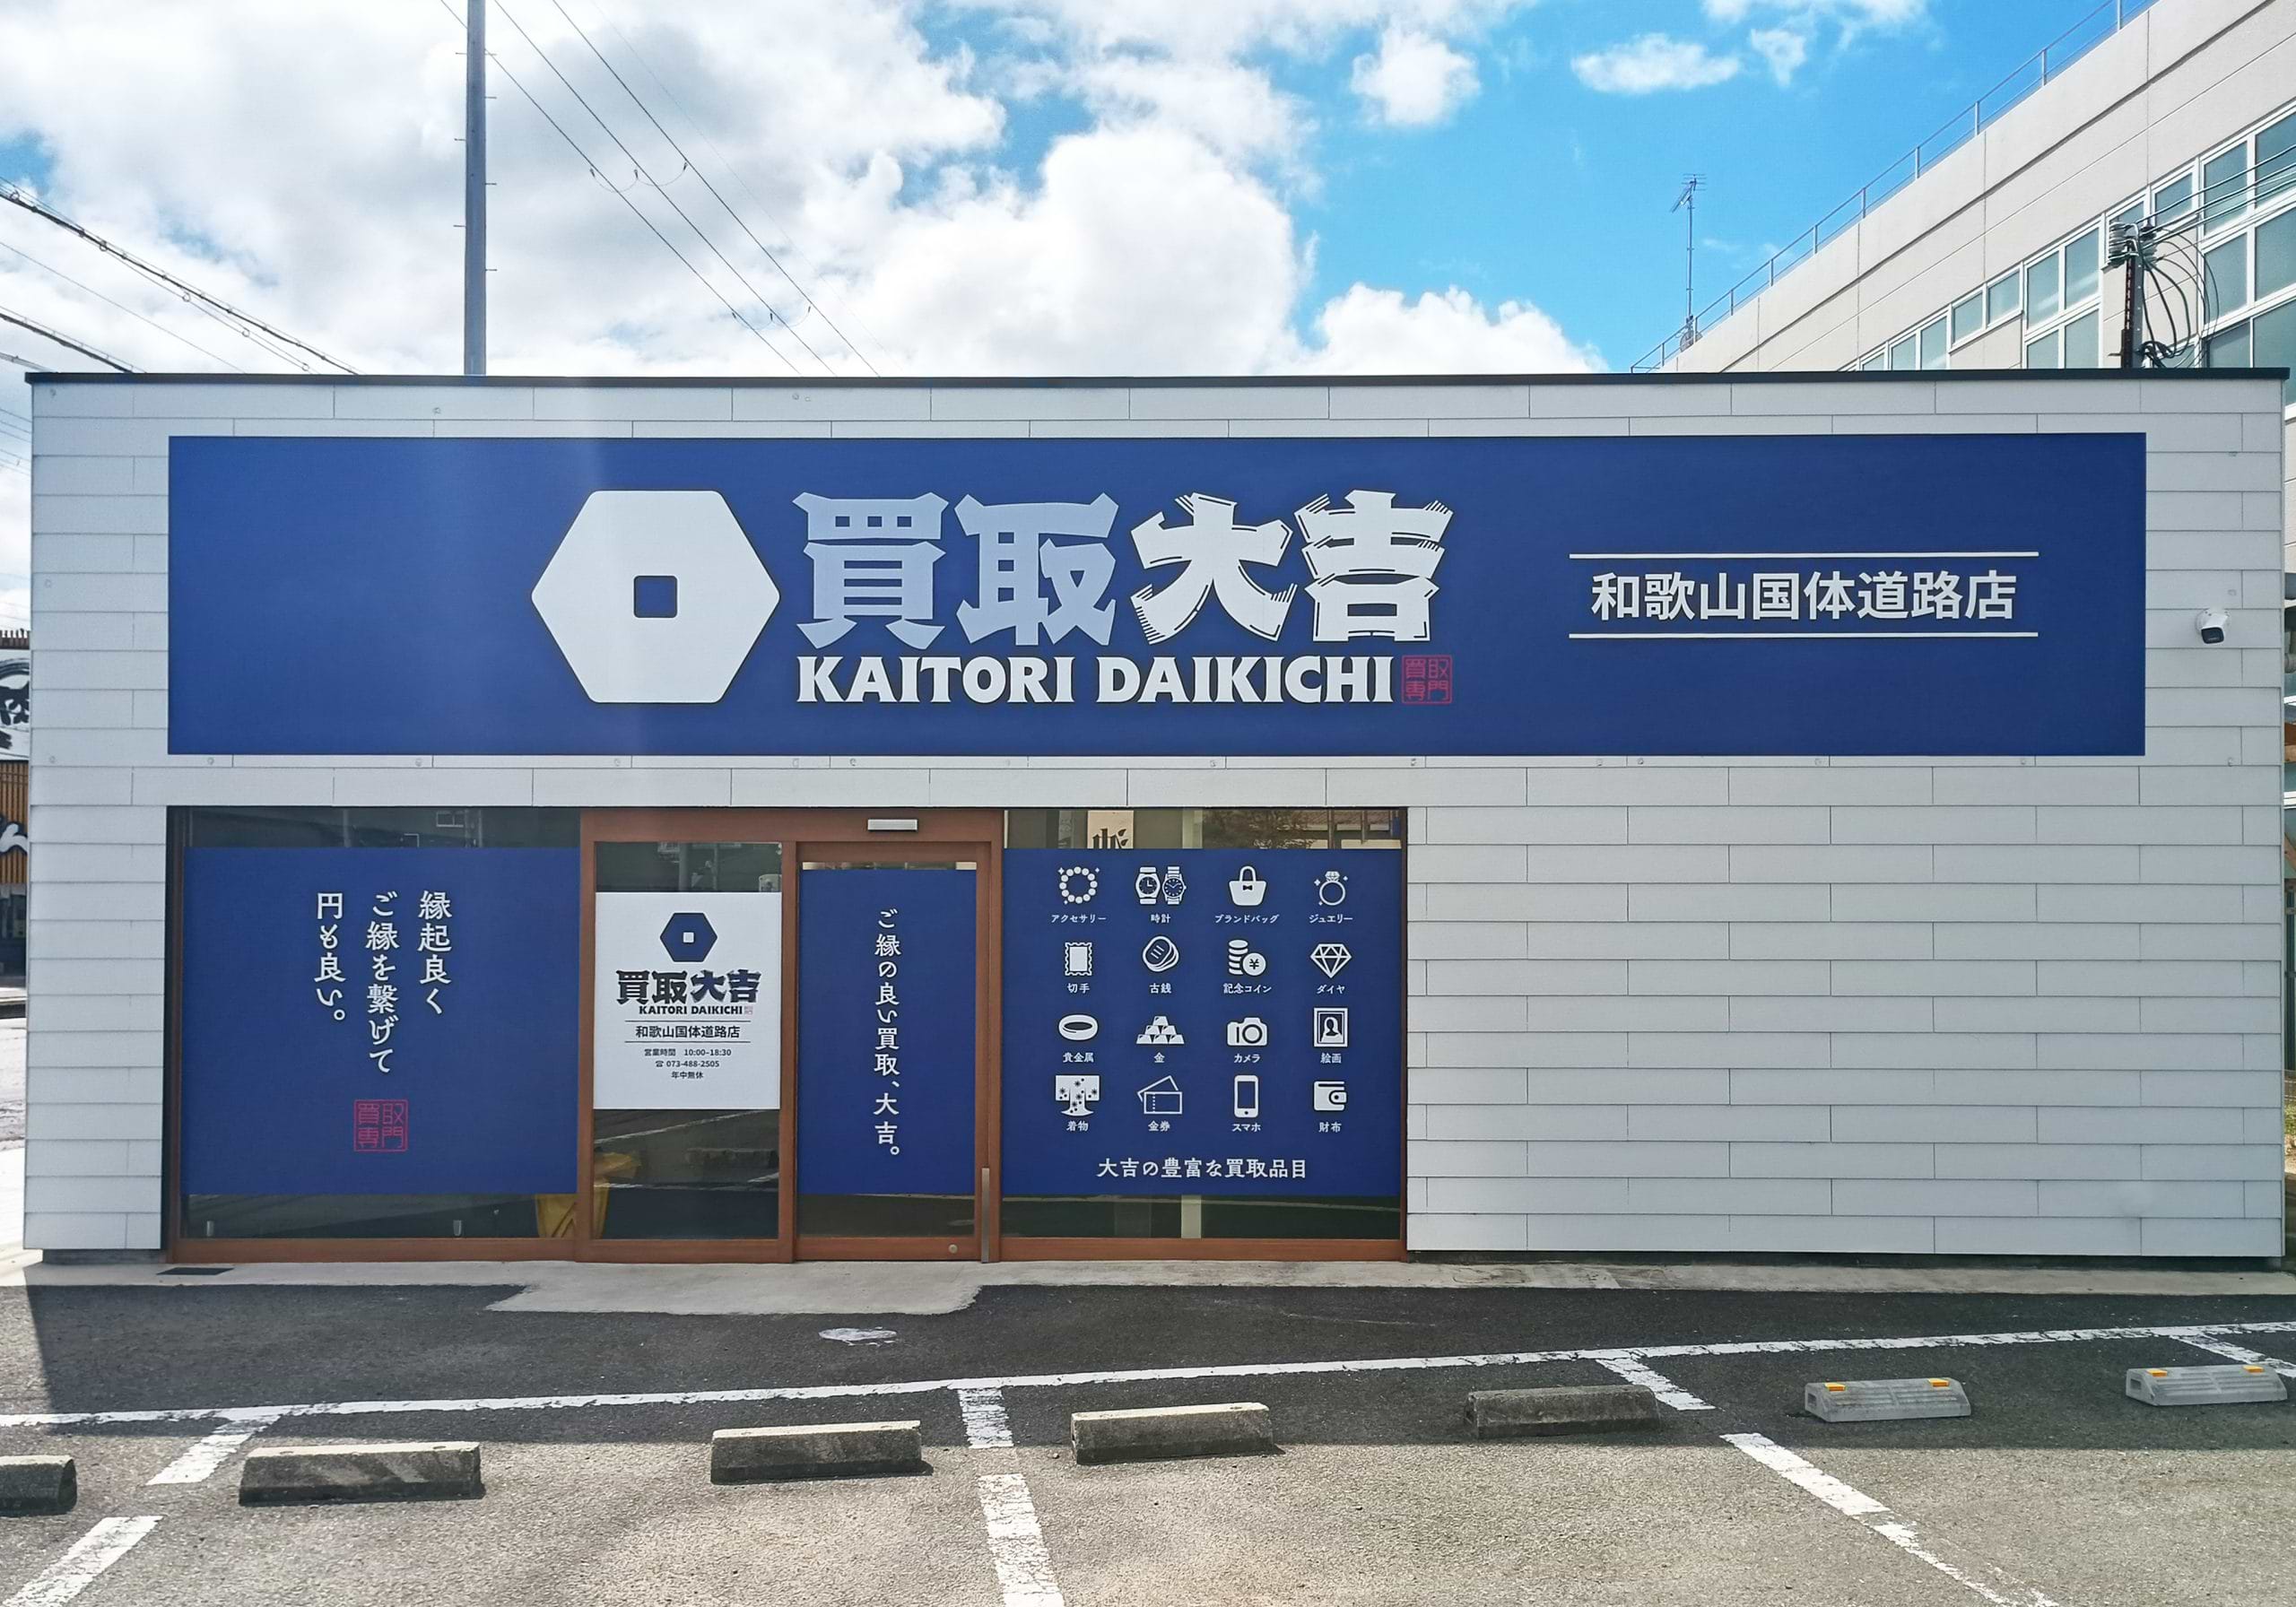 買取大吉
KAITORI DAIKICHI
買取
専門
和歌山国体道路店
縁起良く
ご縁を繋げて
円も良い。
買取
専門
買取大吉
KAITORI DAIKICHI
和歌山国体道路店
営業時間 10:00-18:30
☎ 073-488-2505
年中無休
ご縁の良い買取、大吉。
アクセサリー 時計 ブランドバッグ ジュエリー
切手 古銭 記念コイン ダイヤ
貴金属 金 カメラ 絵画
着物 金券 スマホ 財布
大吉の豊富な買取品目